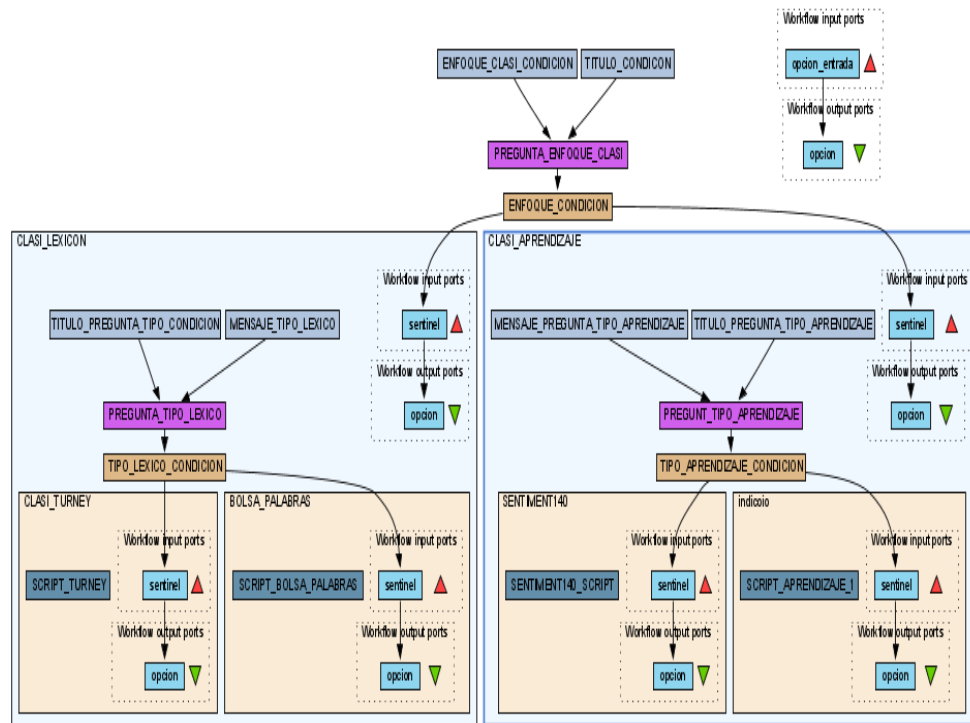 Workflow input ports
ENFOQUE_CLASI_CONDICION
TITULO_CONDICON
opcion_entrada
Workflow output ports
PREGUNTA_ENFOQUE_CLASI
opcion
ENFOQUE_CONDICION
CLASI_LEXICON
Workflow input ports
TITULO_PREGUNTA_TIPO_CONDICION
MENSAJE_TIPO_LEXICO
sentinel
Workflow output ports
PREGUNTA_TIPO_LEXICO
opcion
TIPO_LEXICO_CONDICION
CLASI_TURNEY
Workflow input ports
SCRIPT_TURNEY
sentinel
Workflow output ports
opcion
BOLSA_PALABRAS
Workflow input ports
SCRIPT_BOLSA_PALABRAS
sentinel
Workflow output ports
opcion
CLASI_APRENDIZAJE
Workflow input ports
MENSAJE_PREGUNTA_TIPO_APRENDIZAJE
TITULO_PREGUNTA_TIPO_APRENDIZAJE
sentinel
Workflow output ports
PREGUNT_TIPO_APRENDIZAJE
opcion
TIPO_APRENDIZAJE_CONDICION
SENTIMENT140
Workflow input ports
SENTIMENT140_SCRIPT
sentinel
Workflow output ports
opcion
indicoio
Workflow input ports
SCRIPT_APRENDIZAJE_1
sentinel
Workflow output ports
opcion